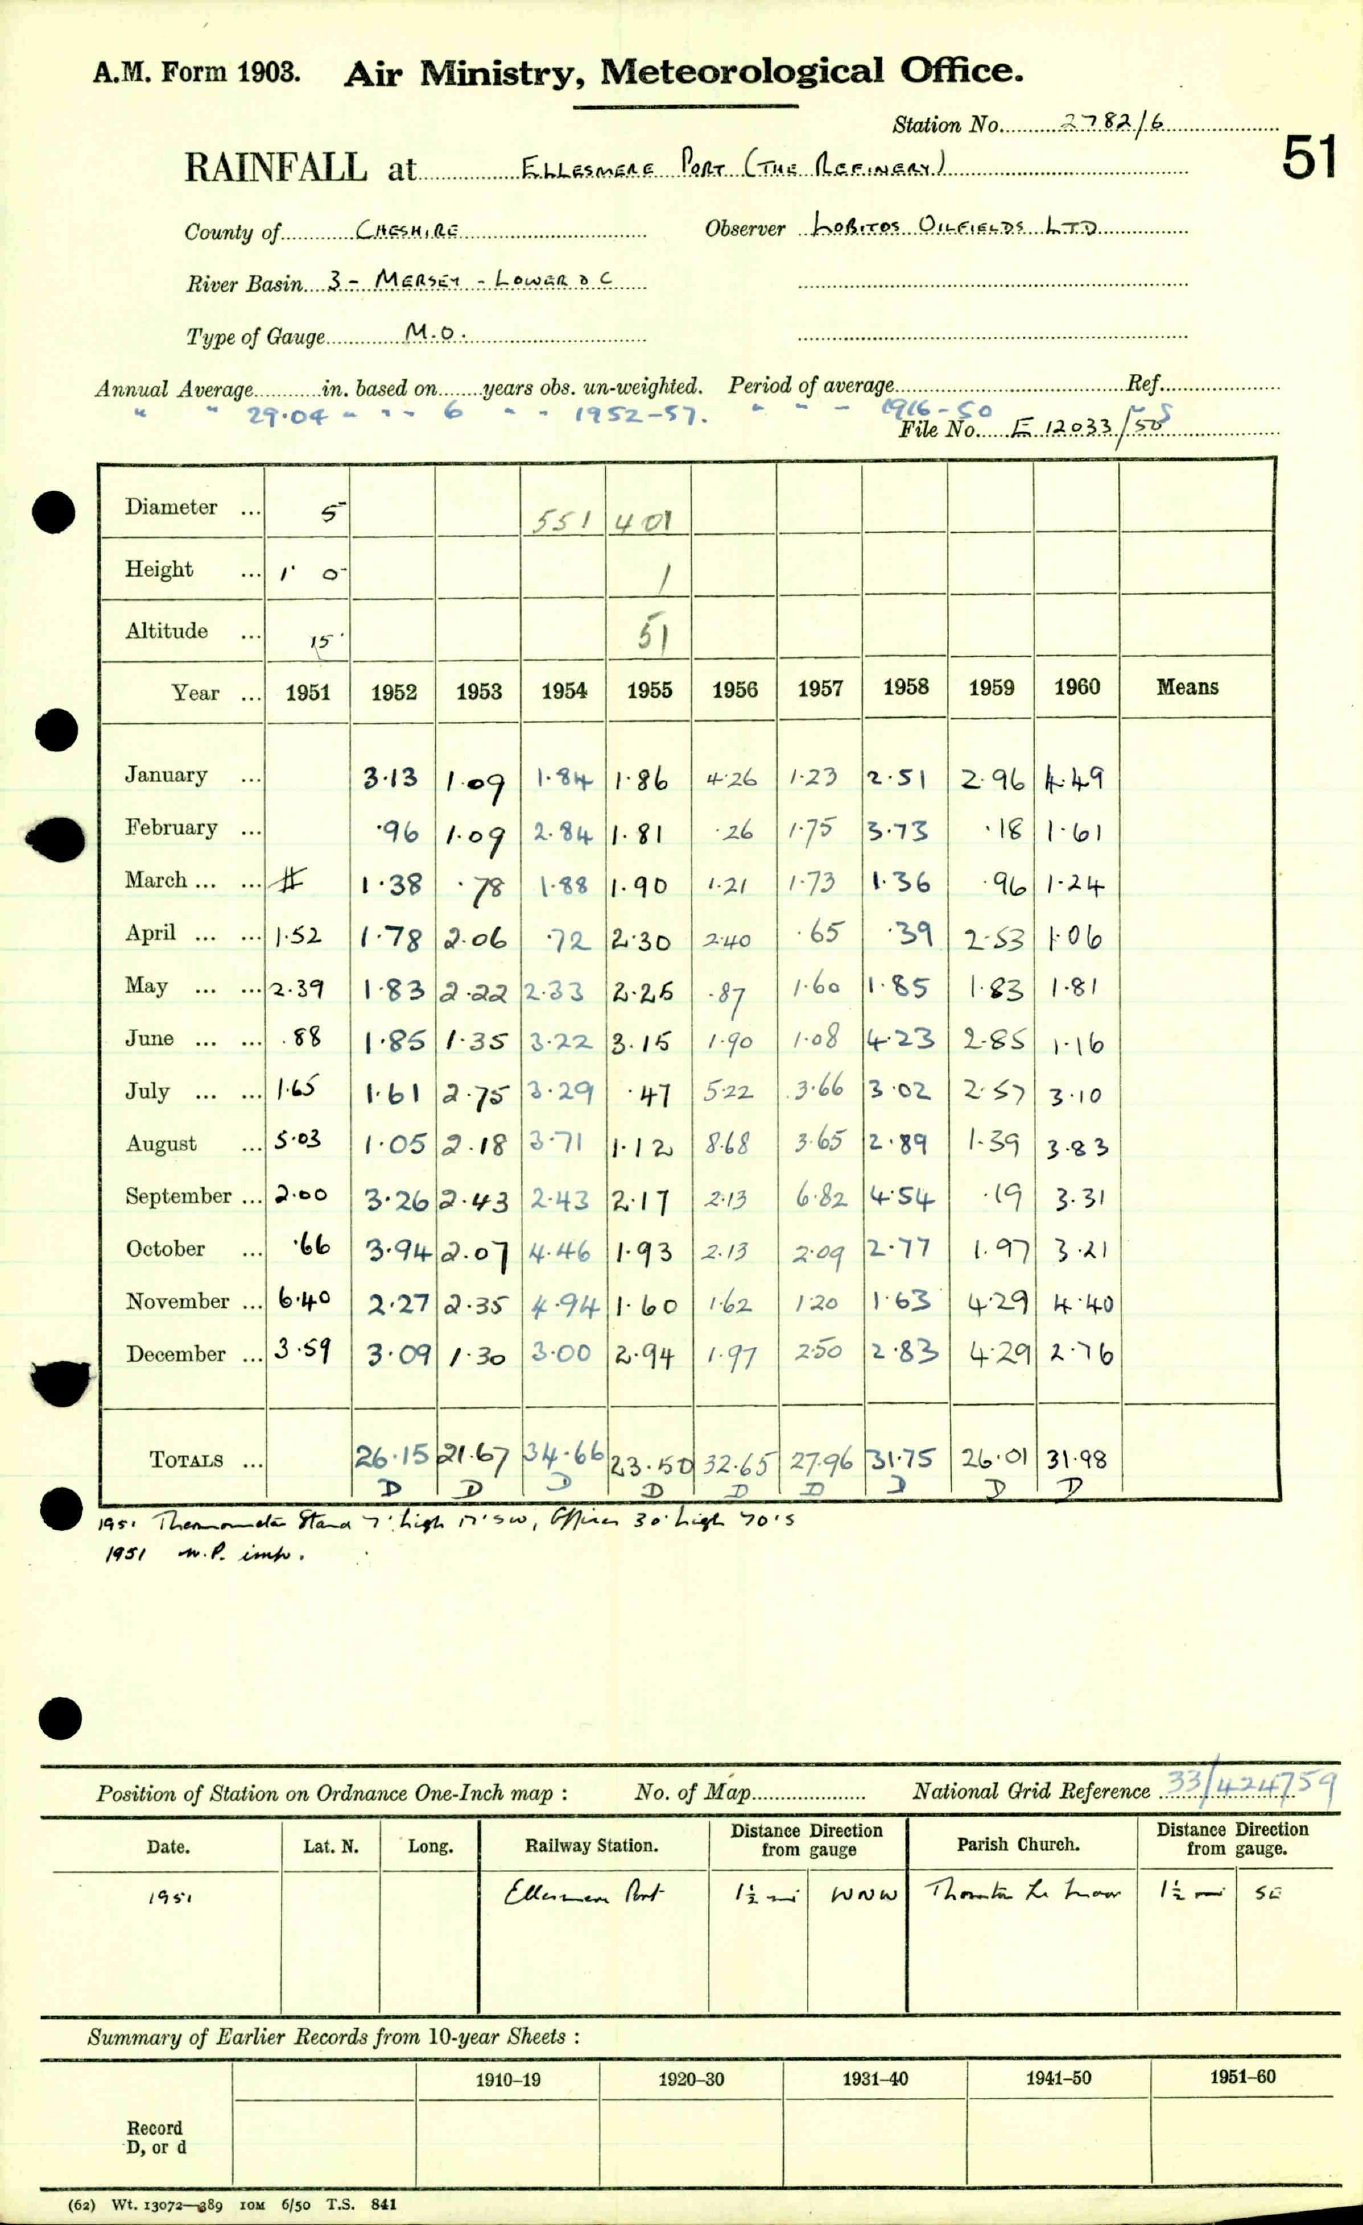 A.M. Form 1903. Air Ministry, Meteorological Office.
Station No. 2782/6
51
RAINFALL at ELLESMERE PORT (THE REFINERY)
County of CHESHIRE Observer LOBITOS OILFIELDS LTD
River Basin 3 - MERSEY - LOWER & C
Type of Gauge M.O.
Annual Average in. based on years obs. un-weighted. Period of average Ref.
" " 29.04 " " " 6 " " 1952-57. " " " 1916-50
File No. E 12033/50
Diameter ... 5 551 401
Height ... 1' 0 1
Altitude ... 15' 51
Year ... 1951 1952 1953 1954 1955 1956 1957 1958 1959 1960 Means
January ... 3.13 1.09 1.84 1.86 4.26 1.23 2.51 2.96 4.49
February ... .96 1.09 2.84 1.81 .26 1.75 3.73 .18 1.61
March ... ... # 1.38 .78 1.88 1.90 1.21 1.73 1.36 .96 1.24
April ... ... 1.52 1.78 2.06 .72 2.30 2.40 .65 .39 2.53 1.06
May ... ... 2.39 1.83 2.22 2.33 2.25 .87 1.60 1.85 1.83 1.81
June ... ... .88 1.85 1.35 3.22 3.15 1.90 1.08 4.23 2.85 1.16
July ... ... 1.65 1.61 2.75 3.29 .47 5.22 3.66 3.02 2.57 3.10
August ... 5.03 1.05 2.18 3.71 1.12 8.68 3.65 2.89 1.39 3.83
September ... 2.00 3.26 2.43 2.43 2.17 2.13 6.82 4.54 .19 3.31
October ... .66 3.94 2.07 4.46 1.93 2.13 2.09 2.77 1.97 3.21
November ... 6.40 2.27 2.35 4.94 1.60 1.62 1.20 1.63 4.29 4.40
December ... 3.59 3.09 1.30 3.00 2.94 1.97 2.50 2.83 4.29 2.76
TOTALS ... 26.15 21.67 34.66 23.50 32.65 27.96 31.75 26.01 31.98
D D D D D D D D D
1951 Thermometer Stand 7' high 17' SW, Offices 30' high 70' S
1951 M.P. imp.
Position of Station on Ordnance One-Inch map : No. of Map National Grid Reference 33/424759
Date. Lat. N. Long. Railway Station. Distance Direction from gauge Parish Church. Distance Direction from gauge.
1951 Ellesmere Port 1½ mi WNW Thornton Le Moor 1½ mi SE
Summary of Earlier Records from 10-year Sheets :
1910-19 1920-30 1931-40 1941-50 1951-60
Record
D, or d
(62) Wt. 13072—389 10M 6/50 T.S. 841